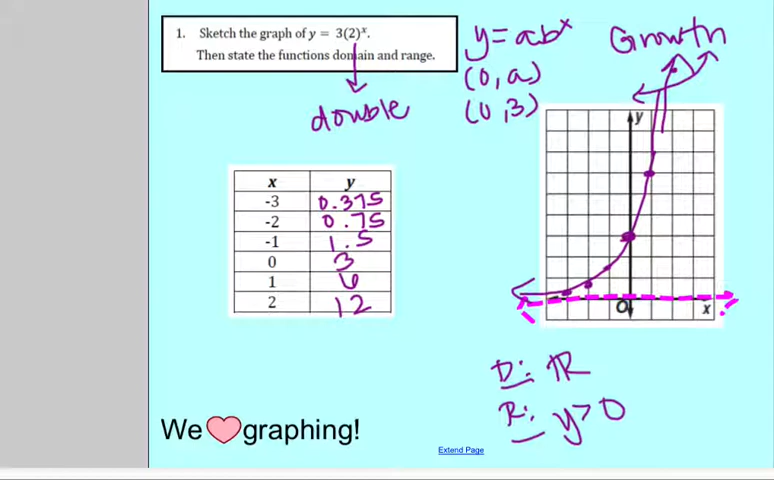 1. Sketch the graph of y = 3(2)ˣ.
Then state the functions domain and range.
double
y=abˣ
(0,a)
(0,3)
Growth
x y
-3 0.375
-2 0.75
-1 1.5
0 3
1 6
2 12
y
O x
D: ℝ
R: y>0
We graphing!
Extend Page